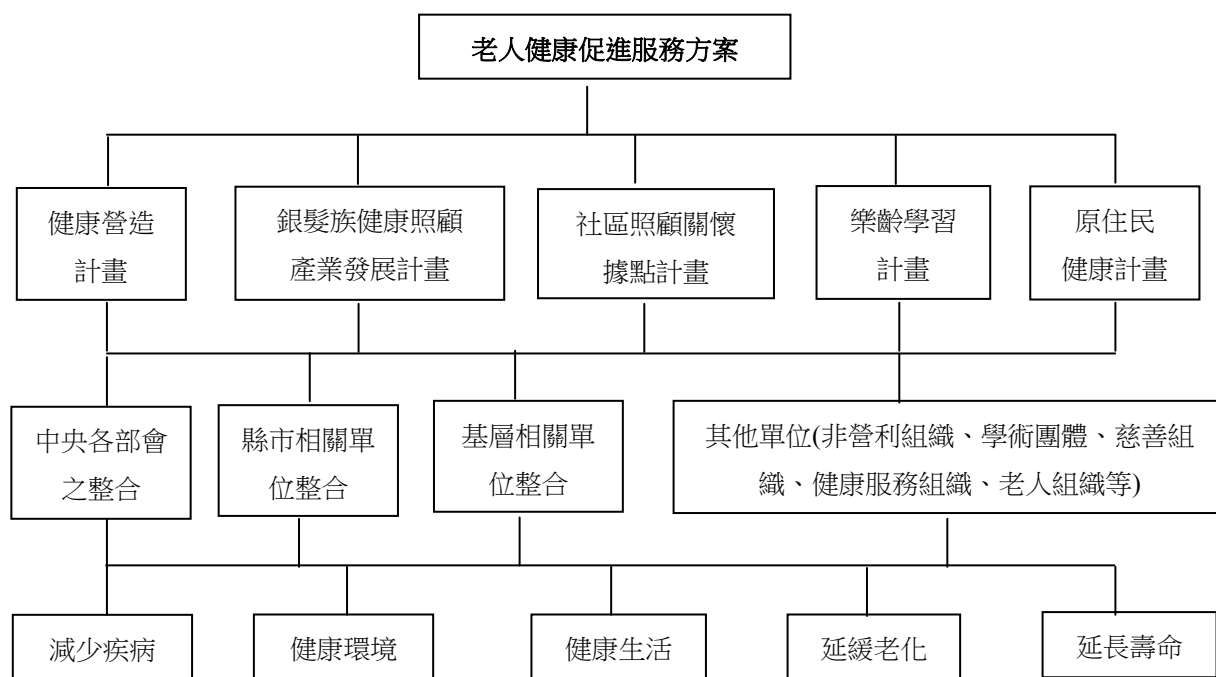 老人健康促進服務方案
健康營造
計畫
銀髮族健康照顧
產業發展計畫
社區照顧關懷
據點計畫
樂齡學習
計畫
原住民
健康計畫
中央各部會
之整合
縣市相關單
位整合
基層相關單
位整合
其他單位(非營利組織、學術團體、慈善組
織、健康服務組織、老人組織等)
減少疾病
健康環境
健康生活
延緩老化
延長壽命